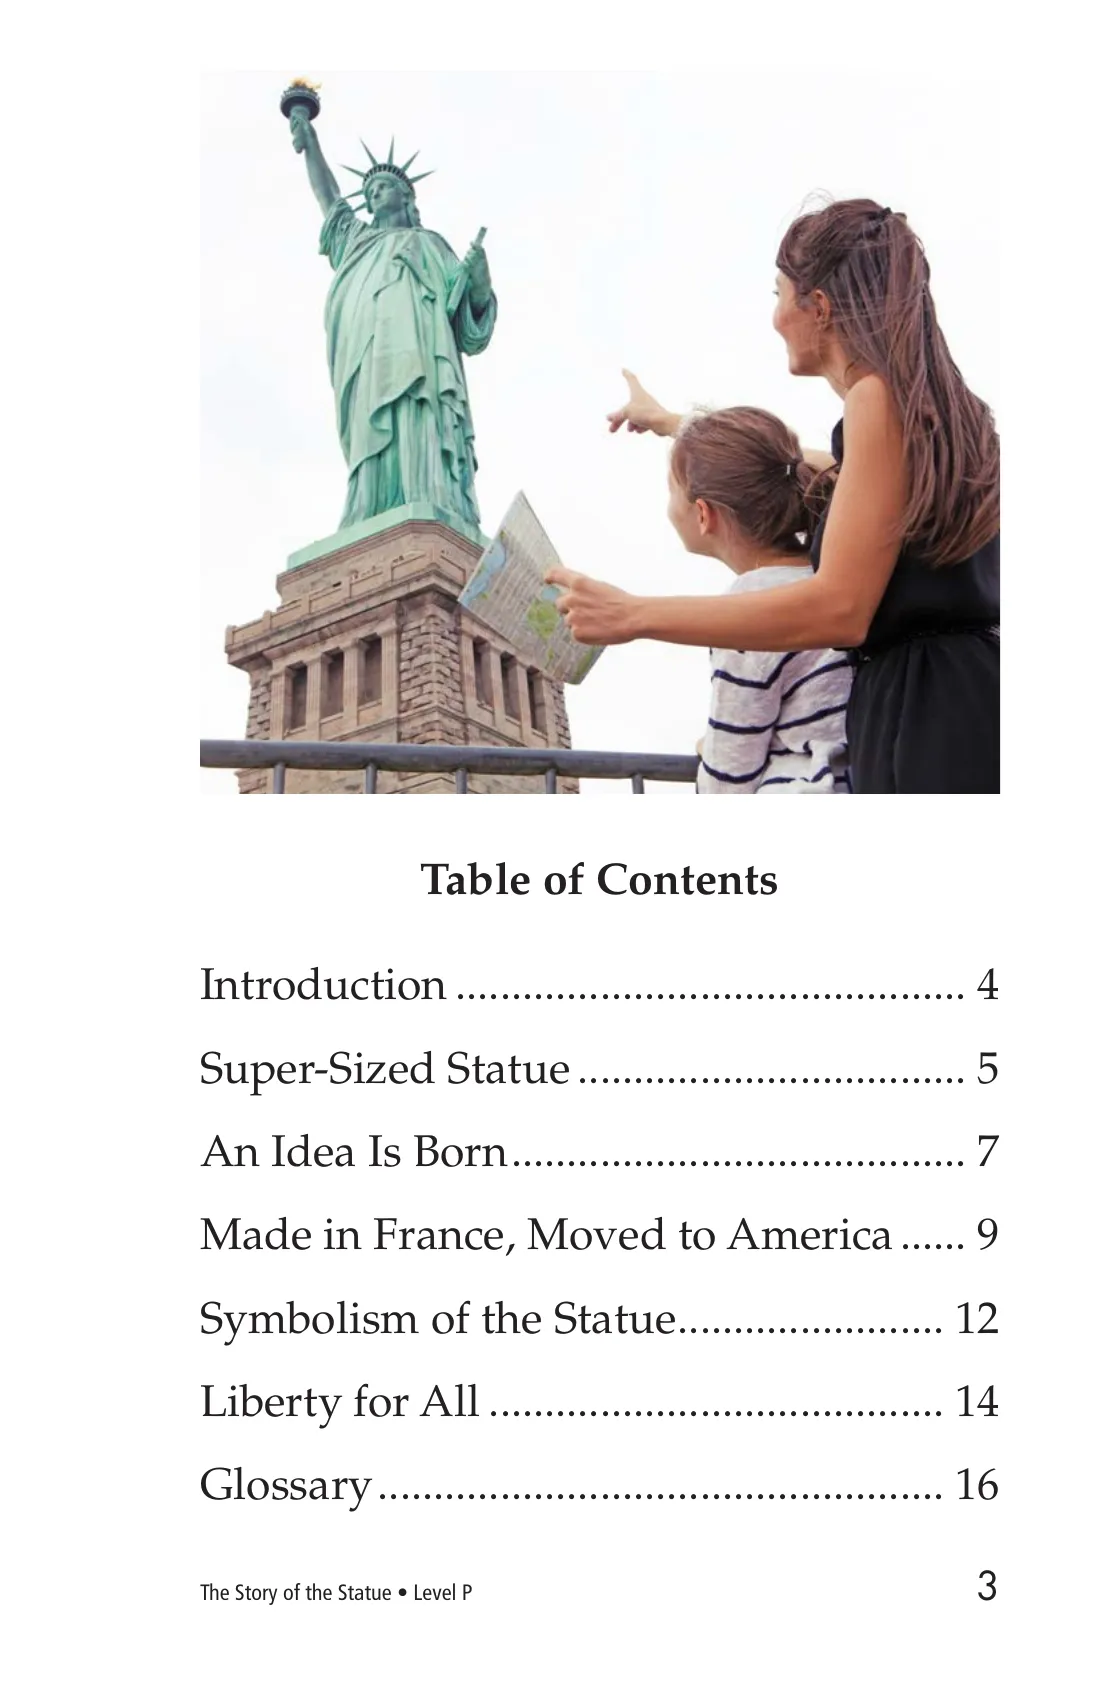 Table of Contents
Introduction .............................................. 4
Super-Sized Statue ................................... 5
An Idea Is Born......................................... 7
Made in France, Moved to America ...... 9
Symbolism of the Statue........................ 12
Liberty for All ......................................... 14
Glossary................................................... 16
The Story of the Statue • Level P 3